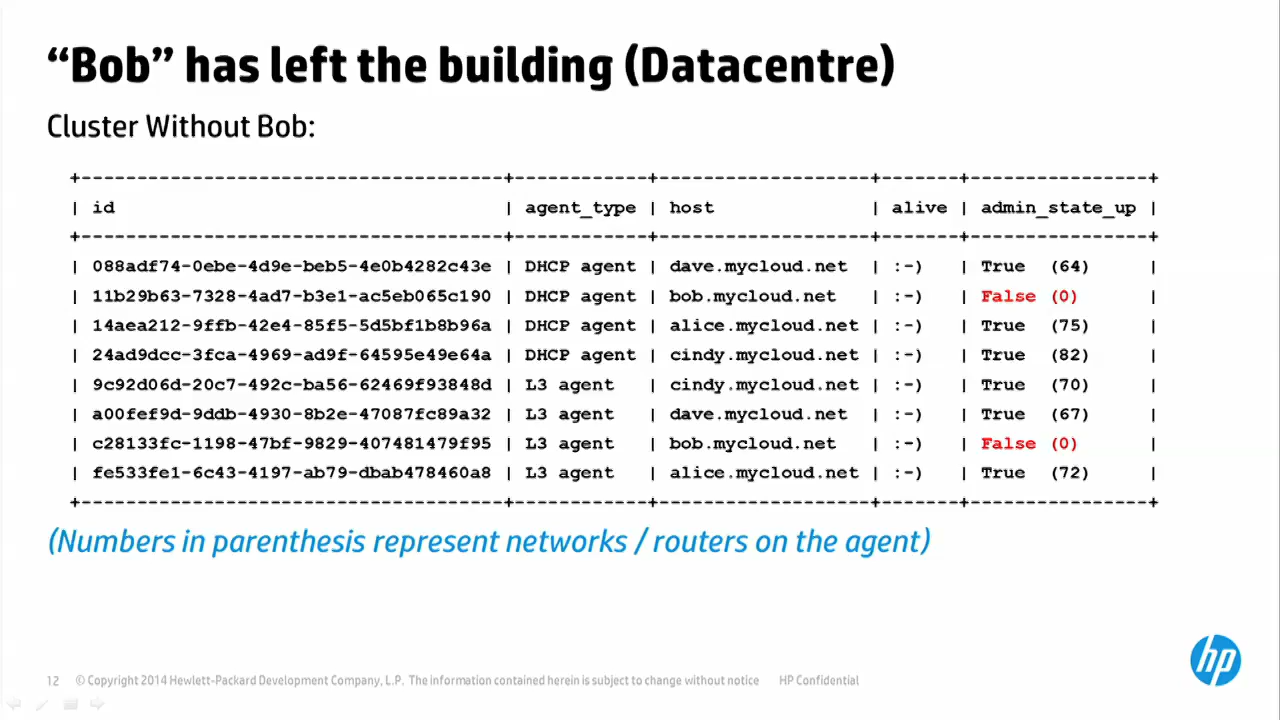 “Bob” has left the building (Datacentre)
Cluster Without Bob:
+--------------------------------------+------------+--------------------+-------+----------------+
| id | agent_type | host | alive | admin_state_up |
+--------------------------------------+------------+--------------------+-------+----------------+
| 088adf74-0ebe-4d9e-beb5-4e0b4282c43e | DHCP agent | dave.mycloud.net | :-) | True (64) |
| 11b29b63-7328-4ad7-b3e1-ac5eb065c190 | DHCP agent | bob.mycloud.net | :-) | False (0) |
| 14aea212-9ffb-42e4-85f5-5d5bf1b8b96a | DHCP agent | alice.mycloud.net | :-) | True (75) |
| 24ad9dcc-3fca-4969-ad9f-64595e49e64a | DHCP agent | cindy.mycloud.net | :-) | True (82) |
| 9c92d06d-20c7-492c-ba56-62469f93848d | L3 agent | cindy.mycloud.net | :-) | True (70) |
| a00fef9d-9ddb-4930-8b2e-47087fc89a32 | L3 agent | dave.mycloud.net | :-) | True (67) |
| c28133fc-1198-47bf-9829-407481479f95 | L3 agent | bob.mycloud.net | :-) | False (0) |
| fe533fe1-6c43-4197-ab79-dbab478460a8 | L3 agent | alice.mycloud.net | :-) | True (72) |
+--------------------------------------+------------+--------------------+-------+----------------+
(Numbers in parenthesis represent networks / routers on the agent)
hp
12 © Copyright 2014 Hewlett-Packard Development Company, L.P. The information contained herein is subject to change without notice HP Confidential